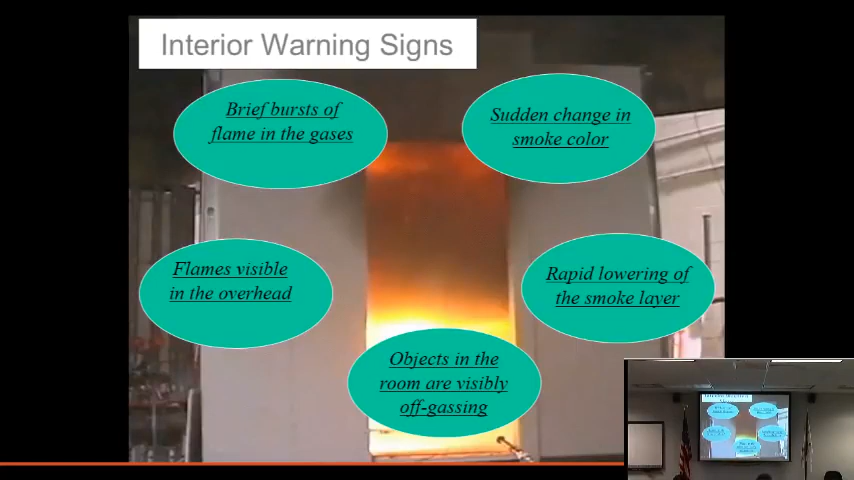 Interior Warning Signs
Brief bursts of
flame in the gases
Sudden change in
smoke color
Flames visible
in the overhead
Rapid lowering of
the smoke layer
Objects in the
room are visibly
off-gassing